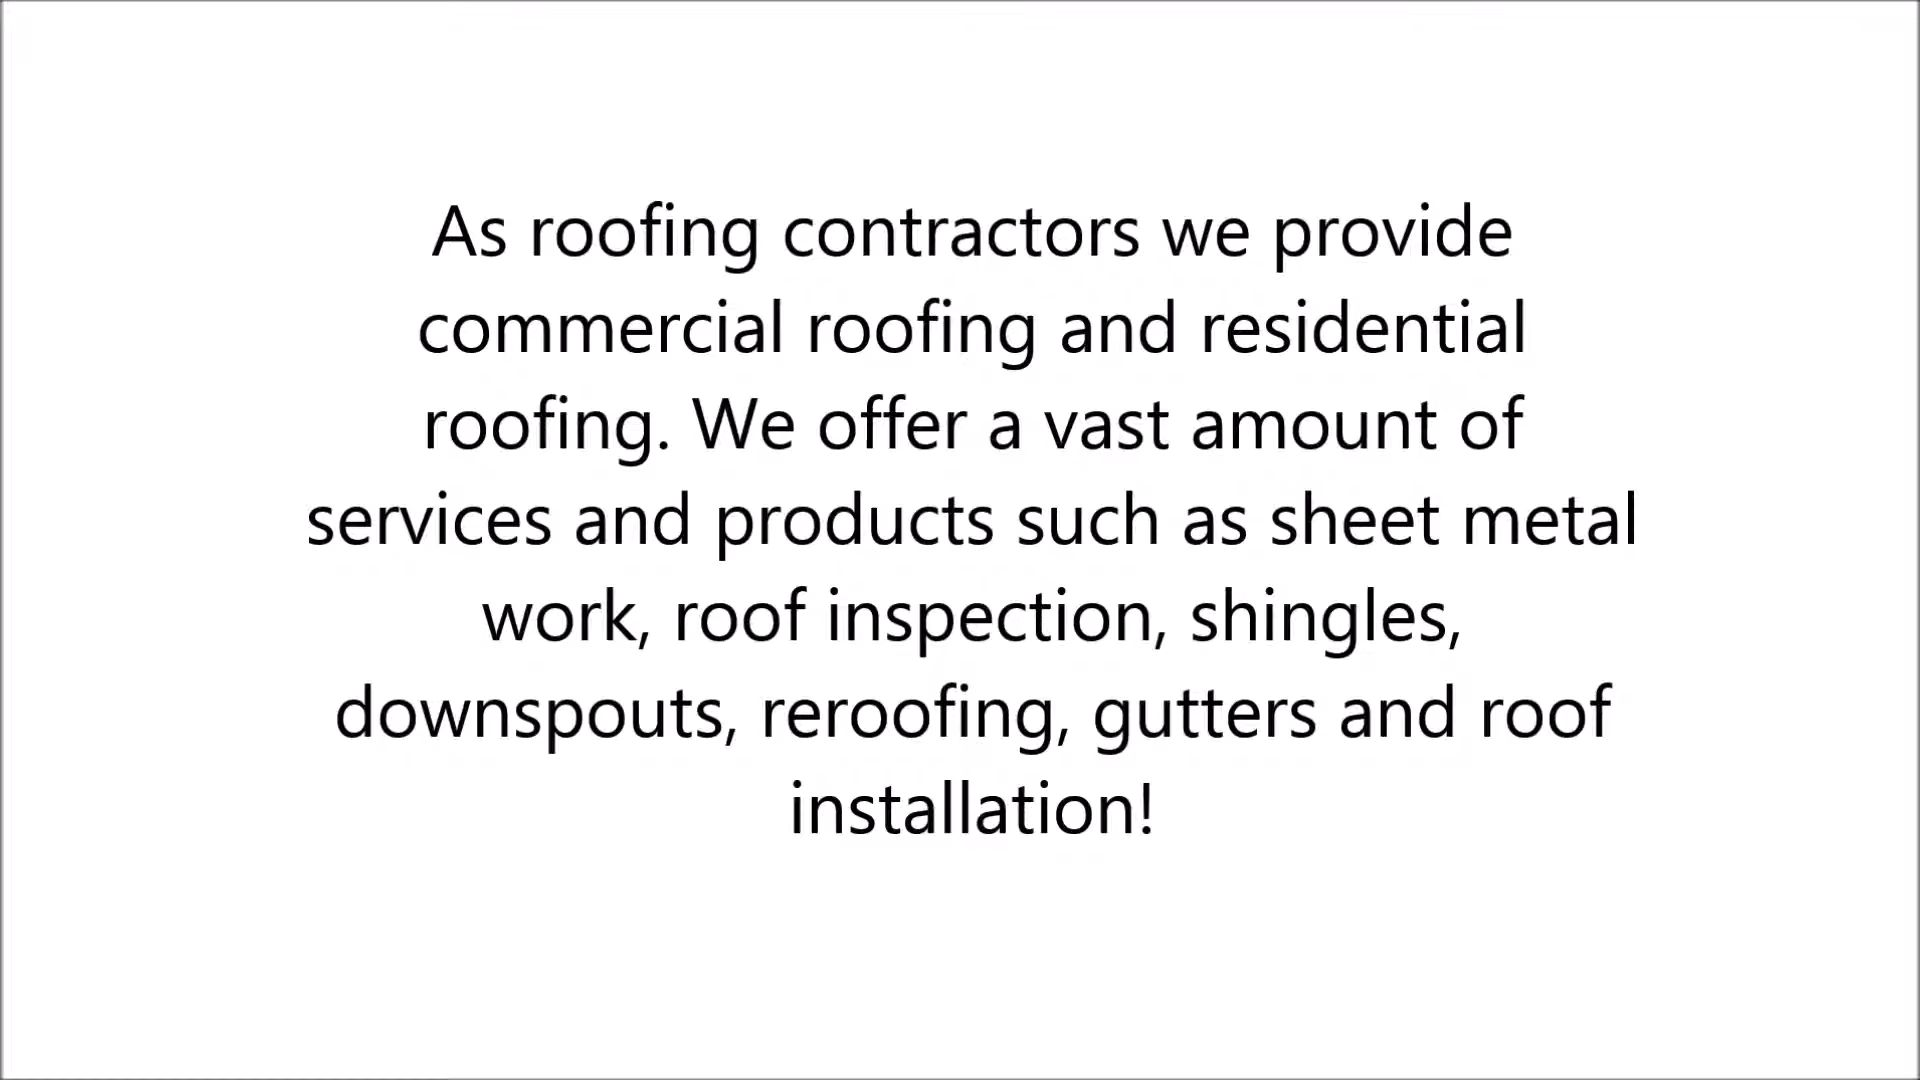 As roofing contractors we provide
commercial roofing and residential
roofing. We offer a vast amount of
services and products such as sheet metal
work, roof inspection, shingles,
downspouts, reroofing, gutters and roof
installation!